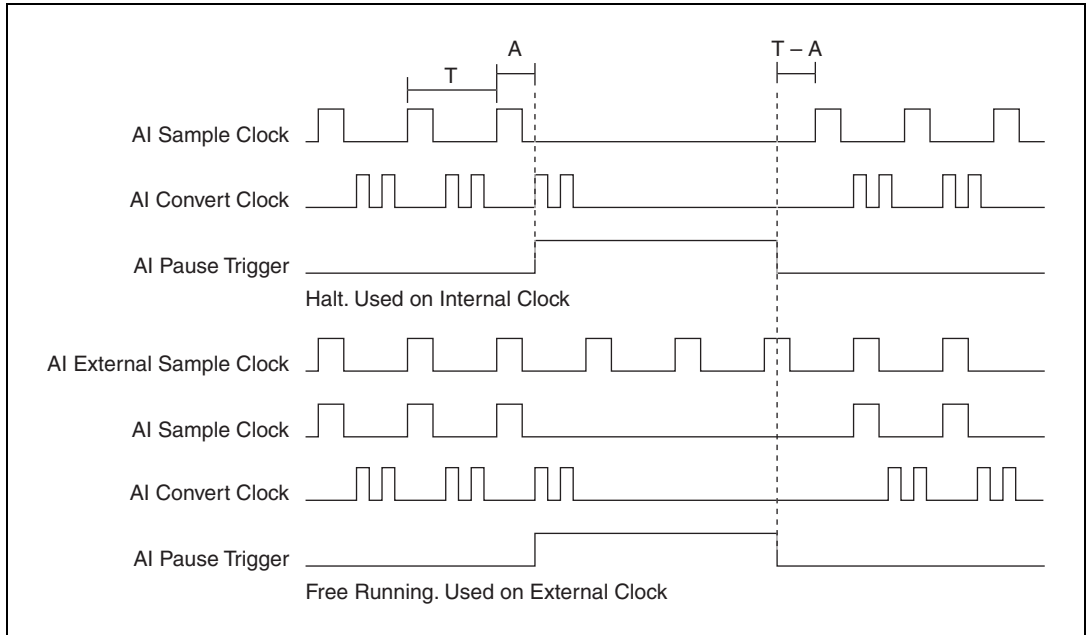 A
T – A
T
AI Sample Clock
AI Convert Clock
AI Pause Trigger
Halt. Used on Internal Clock
AI External Sample Clock
AI Sample Clock
AI Convert Clock
AI Pause Trigger
Free Running. Used on External Clock